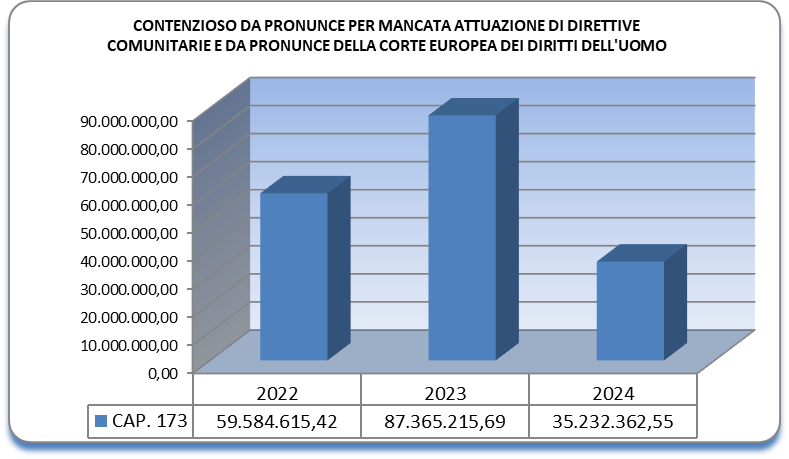 CONTENZIOSO DA PRONUNCE PER MANCATA ATTUAZIONE DI DIRETTIVE
COMUNITARIE E DA PRONUNCE DELLA CORTE EUROPEA DEI DIRITTI DELL'UOMO
90.000.000,00
80.000.000,00
70.000.000,00
60.000.000,00
50.000.000,00
40.000.000,00
30.000.000,00
20.000.000,00
10.000.000,00
0,00
2022 2023 2024
CAP. 173 59.584.615,42 87.365.215,69 35.232.362,55